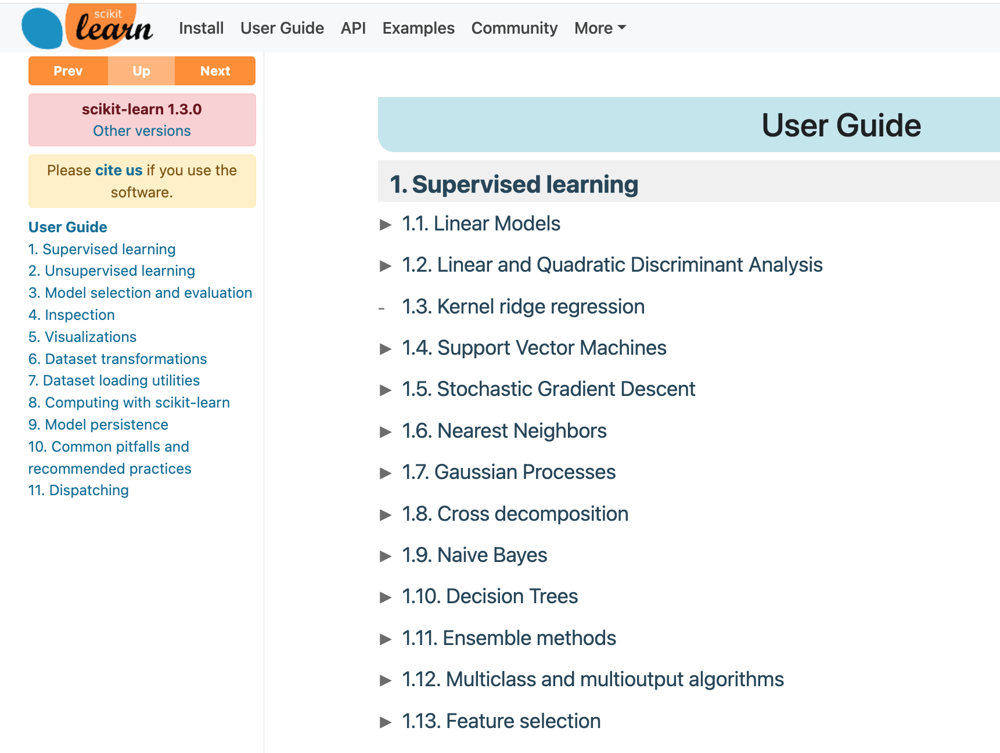 scikit
learn
Install User Guide API Examples Community More
Prev Up Next
scikit-learn 1.3.0
Other versions
Please cite us if you use the
software.
User Guide
1. Supervised learning
2. Unsupervised learning
3. Model selection and evaluation
4. Inspection
5. Visualizations
6. Dataset transformations
7. Dataset loading utilities
8. Computing with scikit-learn
9. Model persistence
10. Common pitfalls and
recommended practices
11. Dispatching
User Guide
1. Supervised learning
1.1. Linear Models
1.2. Linear and Quadratic Discriminant Analysis
- 1.3. Kernel ridge regression
1.4. Support Vector Machines
1.5. Stochastic Gradient Descent
1.6. Nearest Neighbors
1.7. Gaussian Processes
1.8. Cross decomposition
1.9. Naive Bayes
1.10. Decision Trees
1.11. Ensemble methods
1.12. Multiclass and multioutput algorithms
1.13. Feature selection